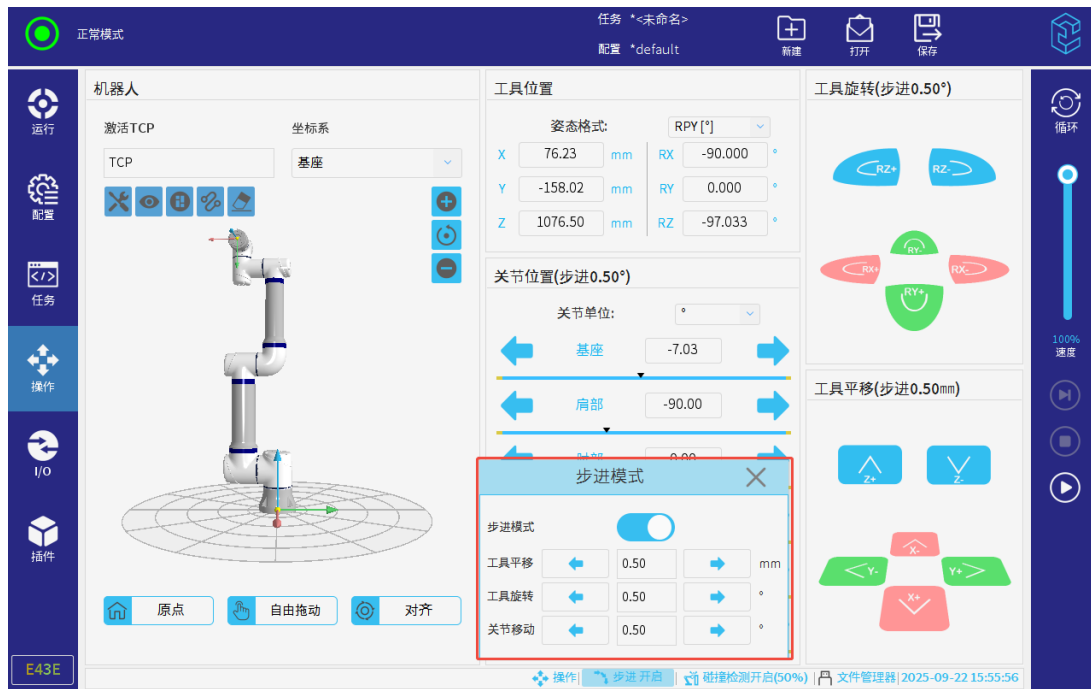 正常模式
任务 *<未命名>
配置 *default
新建
打开
保存
运行
配置
任务
操作
I/O
插件
E43E
机器人
激活TCP
坐标系
TCP
基座
原点
自由拖动
对齐
工具位置
姿态格式:
RPY[°]
X 76.23 mm RX -90.000 °
Y -158.02 mm RY 0.000 °
Z 1076.50 mm RZ -97.033 °
关节位置(步进0.50°)
关节单位: °
基座 -7.03
肩部 -90.00
步进模式
步进模式
工具平移 0.50 mm
工具旋转 0.50 °
关节移动 0.50 °
工具旋转(步进0.50°)
RZ+ RZ-
RY-
RX+ RX-
RY+
工具平移(步进0.50mm)
Z+ Z-
X-
Y- Y+
X+
循环
100%
速度
操作| 步进 开启 | 碰撞检测开启(50%) | 文件管理器|2025-09-22 15:55:56